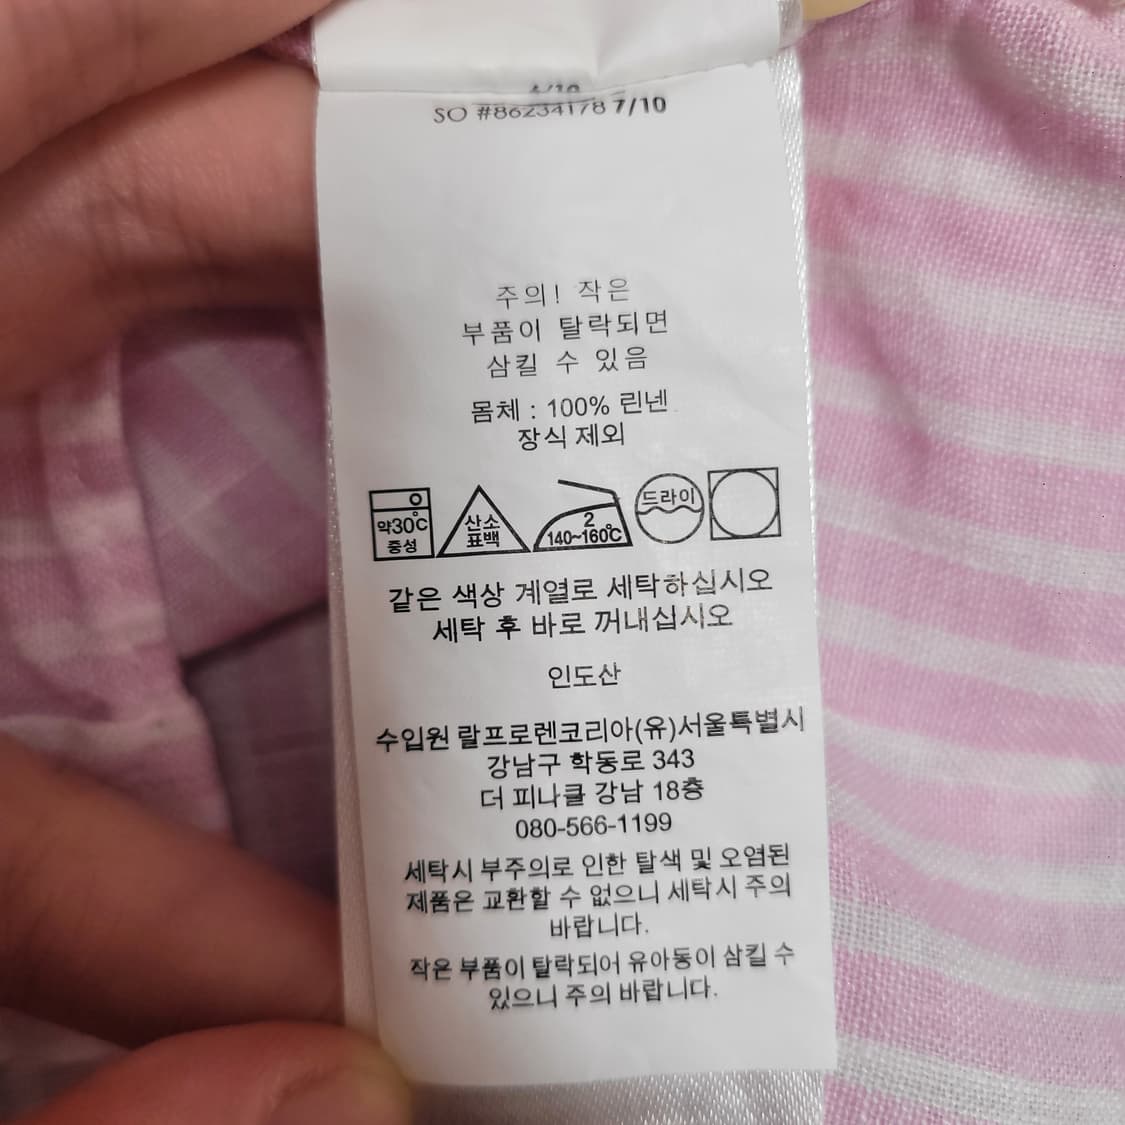 SO #86234178 7/10
주의! 작은
부품이 탈락되면
삼킬 수 있음
몸체 : 100% 린넨
장식 제외
약30℃
중성
산소
표백
2
140~160℃
드라이
같은 색상 계열로 세탁하십시오
세탁 후 바로 꺼내십시오
인도산
수입원 랄프로렌코리아(유)서울특별시
강남구 학동로 343
더 피나클 강남 18층
080-566-1199
세탁시 부주의로 인한 탈색 및 오염된
제품은 교환할 수 없으니 세탁시 주의
바랍니다.
작은 부품이 탈락되어 유아동이 삼킬 수
있으니 주의 바랍니다.